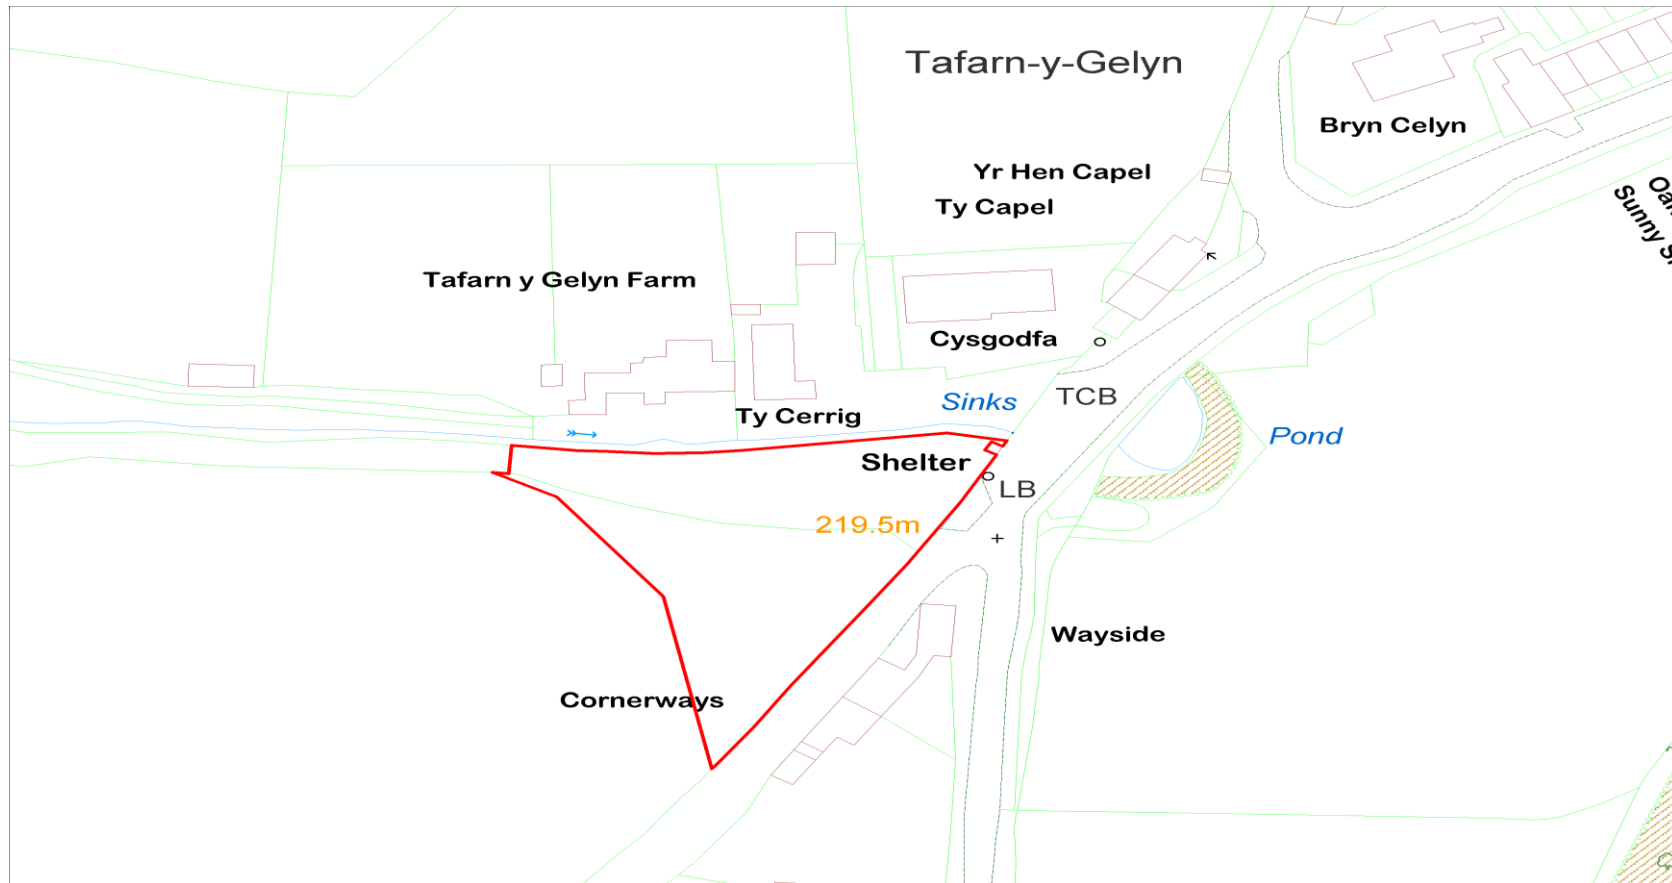 Tafarn-y-Gelyn
Bryn Celyn
Yr Hen Capel
Ty Capel
Sunny
Tafarn y Gelyn Farm
Cysgodfa
TCB
Sinks
Ty Cerrig
Pond
Shelter
LB
219.5m
Wayside
Cornerways